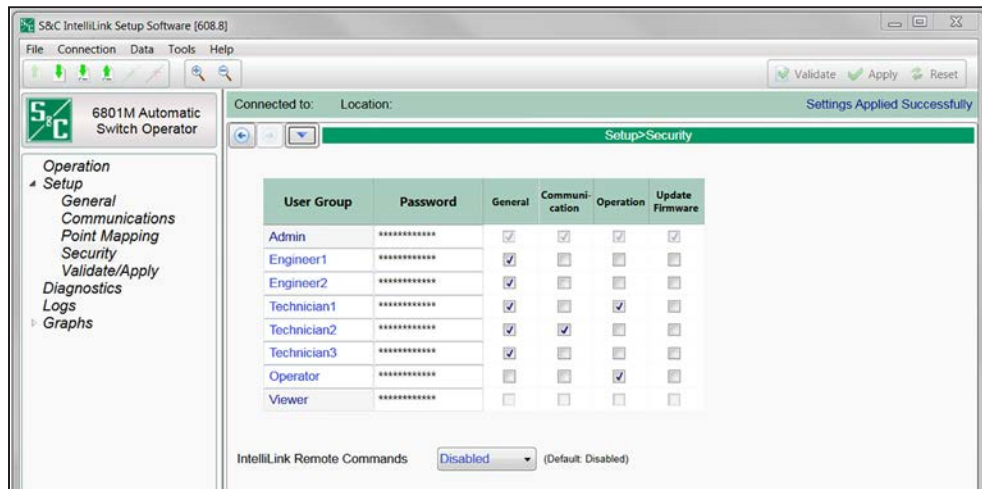 S&C IntelliLink Setup Software [608.8]
File Connection Data Tools Help
Validate Apply Reset
S&C
6801M Automatic
Switch Operator
Connected to: Location: Settings Applied Successfully
Setup>Security
Operation
Setup
General
Communications
Point Mapping
Security
Validate/Apply
Diagnostics
Logs
Graphs
User Group Password General Communi-
cation Operation Update
Firmware
Admin ************
Engineer1 ************
Engineer2 ************
Technician1 ************
Technician2 ************
Technician3 ************
Operator ************
Viewer ************
IntelliLink Remote Commands Disabled (Default: Disabled)